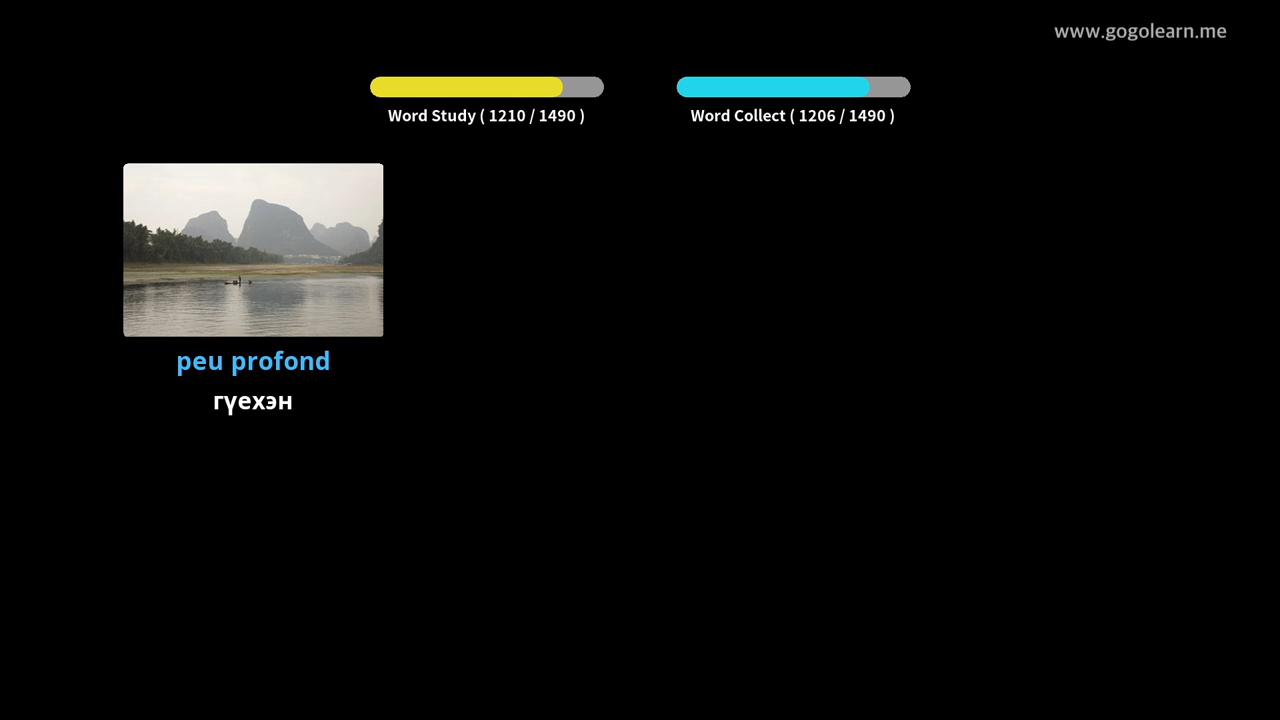 www.gogolearn.me
Word Study ( 1210 / 1490 )
Word Collect ( 1206 / 1490 )
peu profond
гүехэн